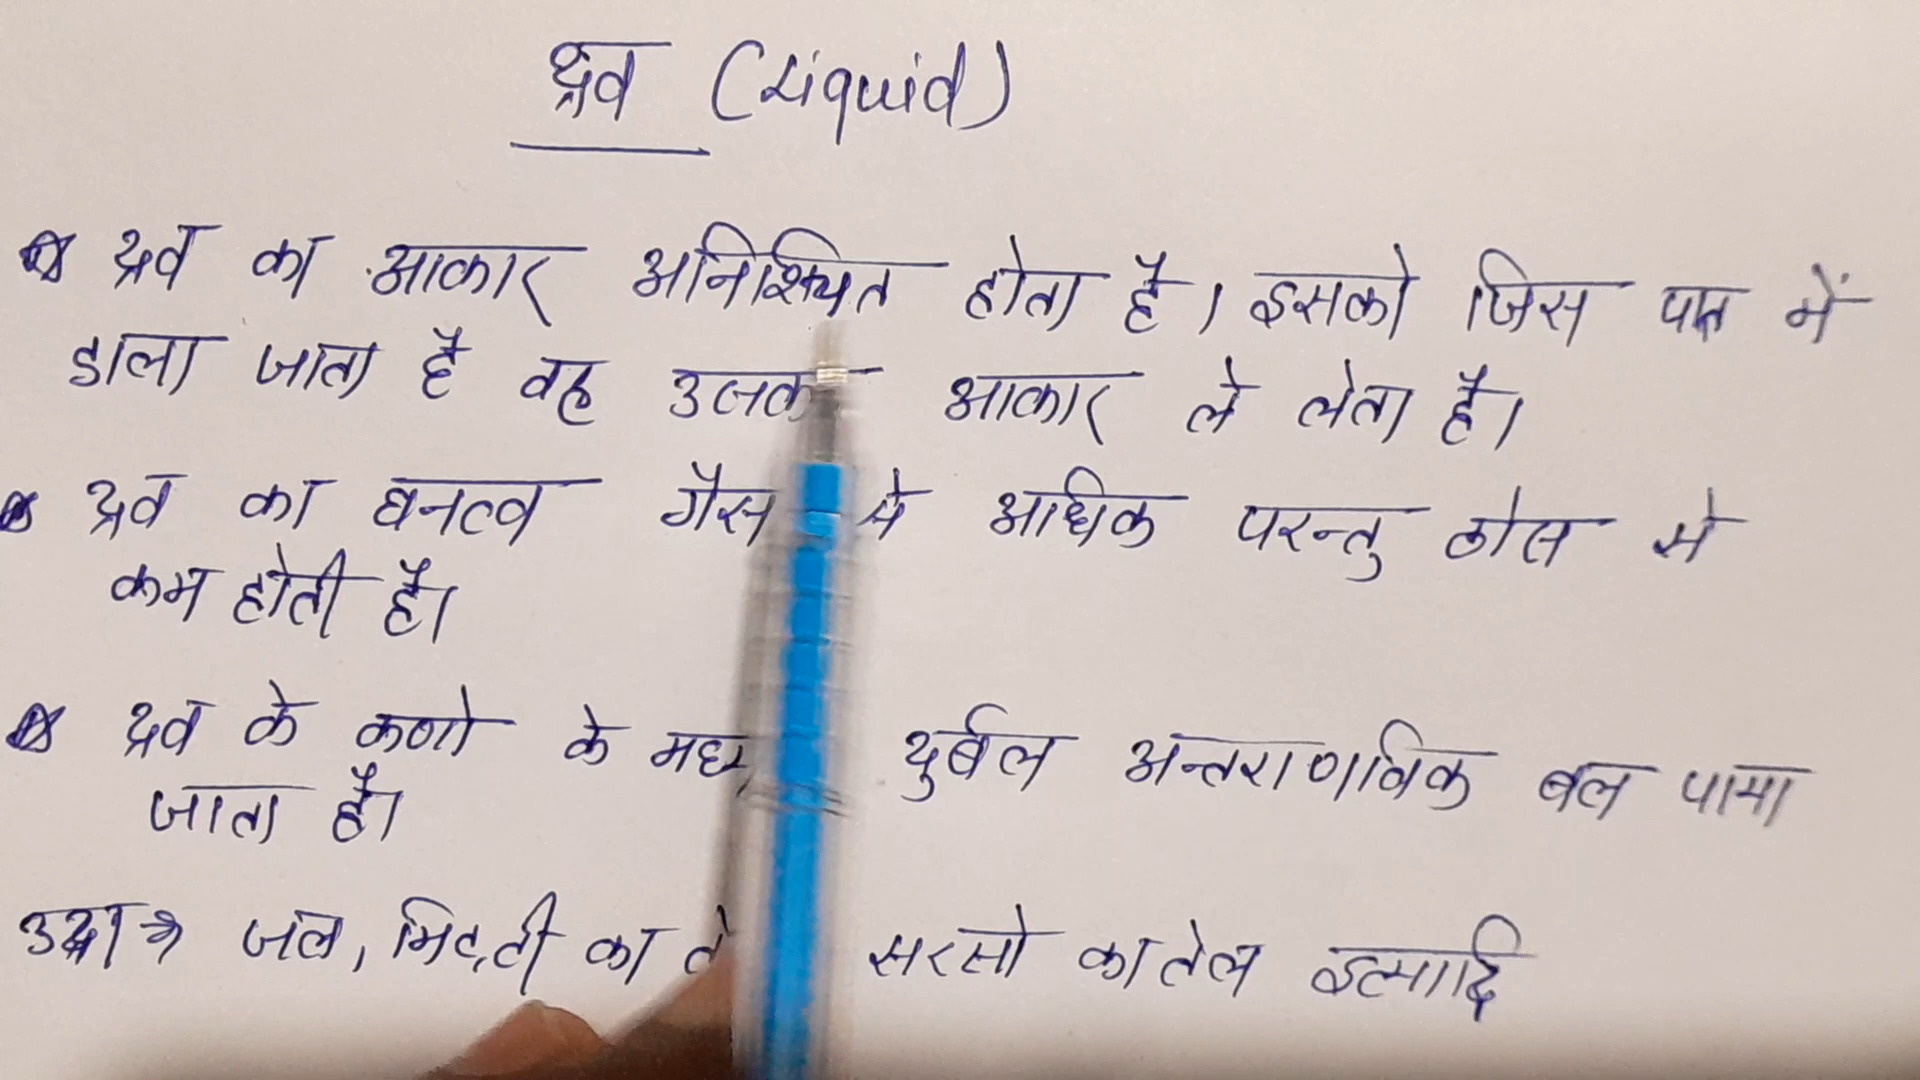 द्रव (Liquid)
द्रव का आकार अनिश्चित होता है। इसको जिस पात्र में
डाला जाता है वह उसका आकार ले लेता है।
द्रव का घनत्व गैस से अधिक परन्तु ठोस से
कम होती है।
द्रव के कणो के मध्य दुर्बल अन्तराणविक बल पाया
जाता है।
उदा → जल, मिट्टी का सरसो का तेल इत्यादि